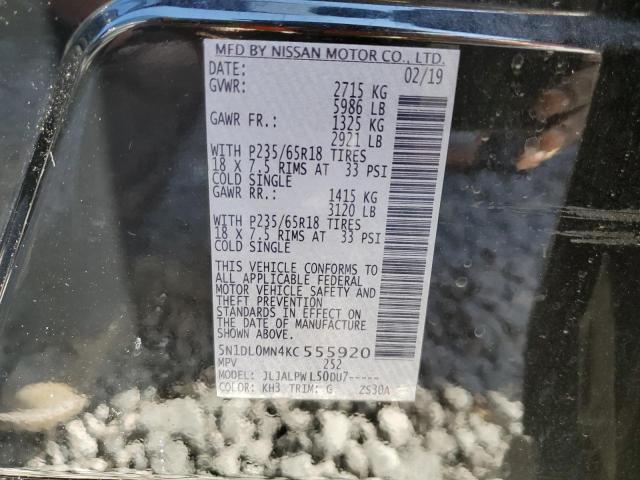 MFD BY NISSAN MOTOR CO., LTD.
DATE: 02/19
GVWR: 2715 KG
5986 LB
GAWR FR.: 1325 KG
2921 LB
WITH P235/65R18 TIRES
18 X 7.5 RIMS AT 33 PSI
COLD SINGLE
GAWR RR.: 1415 KG
3120 LB
WITH P235/65R18 TIRES
18 X 7.5 RIMS AT 33 PSI
COLD SINGLE
THIS VEHICLE CONFORMS TO
ALL APPLICABLE FEDERAL
MOTOR VEHICLE SAFETY AND
THEFT PREVENTION
STANDARDS IN EFFECT ON
THE DATE OF MANUFACTURE
SHOWN ABOVE.
5N1DL0MN4KC555920
MPV 252
MODEL: JLJALPWL50DU7-----
COLOR: KH3 TRIM: G ZS30A